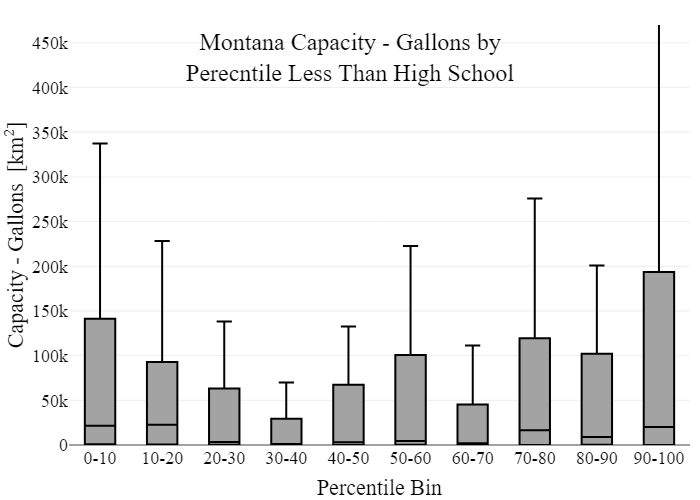 Montana Capacity - Gallons by
Perecntile Less Than High School
Capacity - Gallons [km²]
450k
400k
350k
300k
250k
200k
150k
100k
50k
0
0-10 10-20 20-30 30-40 40-50 50-60 60-70 70-80 80-90 90-100
Percentile Bin